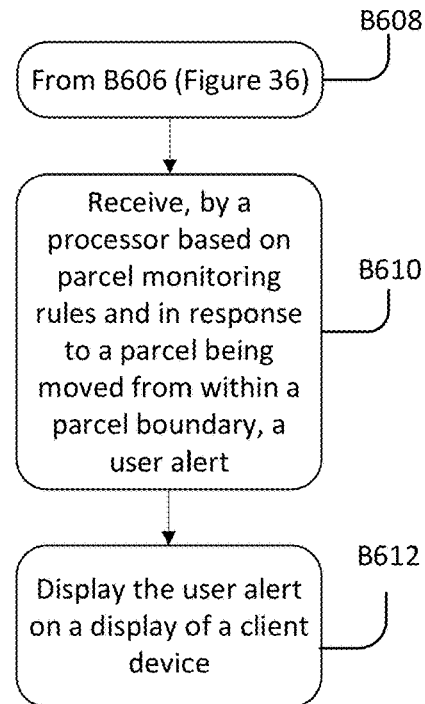 B608
From B606 (Figure 36)
Receive, by a
processor based on
parcel monitoring
rules and in response
to a parcel being
moved from within a
parcel boundary, a
user alert
B610
Display the user alert
on a display of a client
device
B612